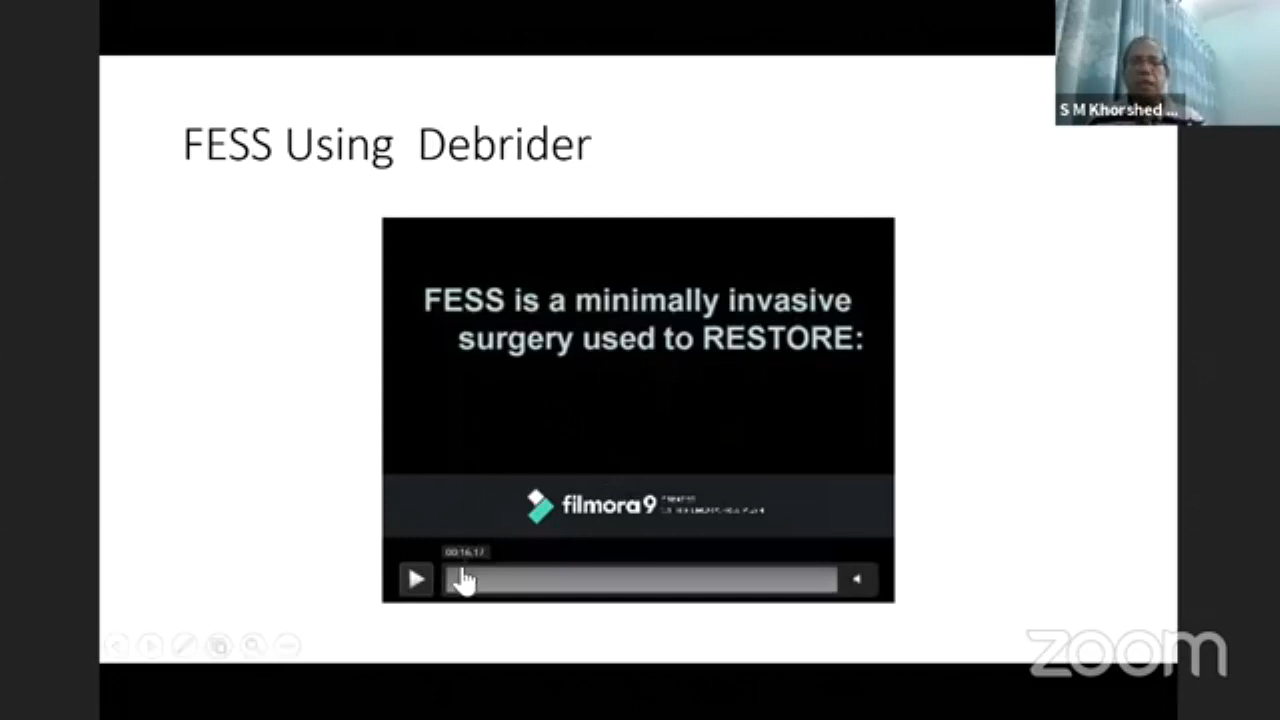 S M Khorshed ...
FESS Using Debrider
FESS is a minimally invasive
surgery used to RESTORE:
filmora9
00:16.17
zoom